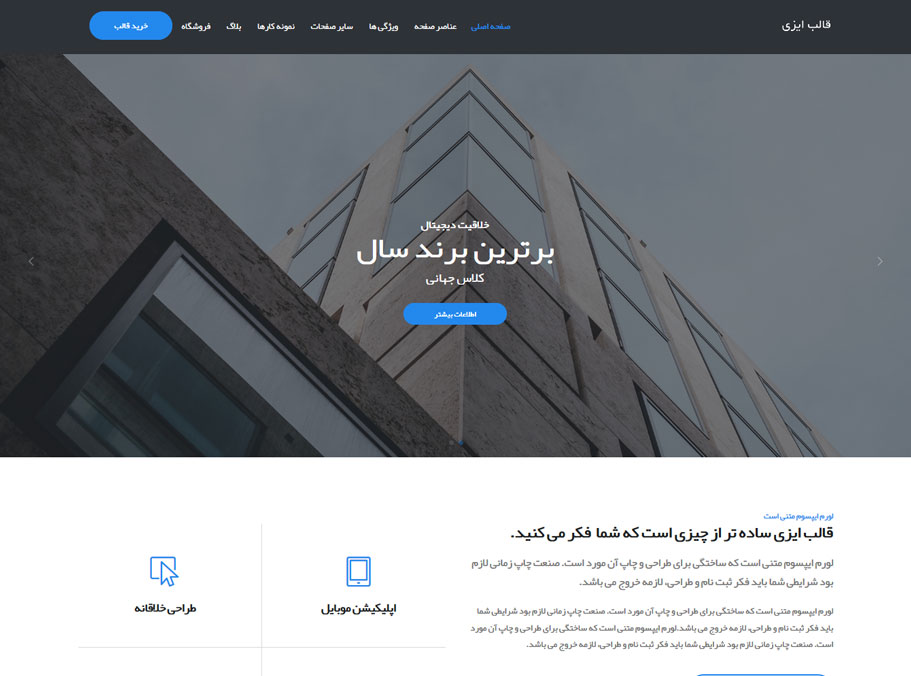 قالب ایزی
صفحه اصلی
عناصر صفحه
ویژگی ها
سایر صفحات
نمونه کارها
بلاگ
فروشگاه
خرید قالب
خلاقیت دیجیتال
برترین برند سال
کلاس جهانی
اطلاعات بیشتر
لورم ایپسوم متنی است
قالب ایزی ساده تر از چیزی است که شما فکر می کنید.
لورم ایپسوم متنی است که ساختگی برای طراحی و چاپ آن مورد است. صنعت چاپ زمانی لازم
بود شرایطی شما باید فکر ثبت نام و طراحی، لازمه خروج می باشد.
لورم ایپسوم متنی است که ساختگی برای طراحی و چاپ آن مورد است. صنعت چاپ زمانی لازم بود شرایطی شما
باید فکر ثبت نام و طراحی، لازمه خروج می باشد.لورم ایپسوم متنی است که ساختگی برای طراحی و چاپ آن مورد
است. صنعت چاپ زمانی لازم بود شرایطی شما باید فکر ثبت نام و طراحی، لازمه خروج می باشد.
اپلیکیشن موبایل
طراحی خلاقانه